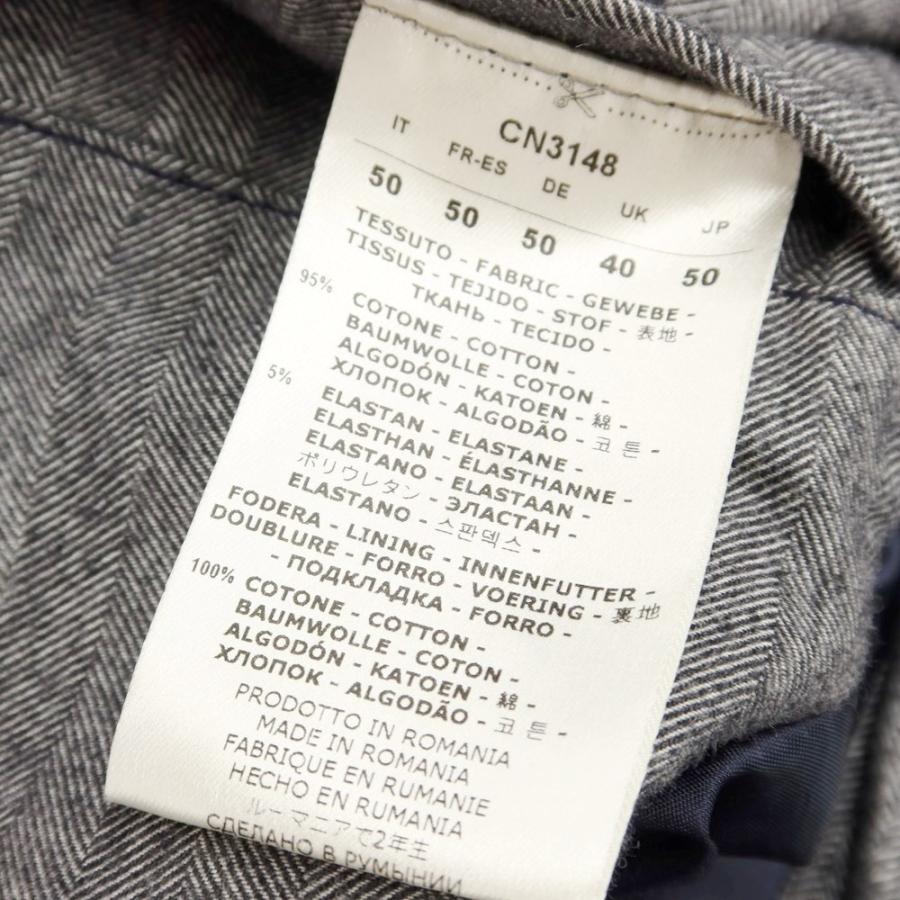 CN3148
IT FR-ES DE UK JP
50 50 50 40 50
TESSUTO - FABRIC - GEWEBE -
TISSUS - TEJIDO - STOF - 表地 -
ТКАНЬ - TECIDO -
95% COTONE - COTTON -
BAUMWOLLE - COTON -
ALGODÓN - KATOEN - 綿 -
ХЛОПОК - ALGODÃO - 코튼 -
5% ELASTAN - ELASTANE -
ELASTHAN - ÉLASTHANNE -
ELASTANO - ELASTAAN -
ポリウレタン - ЭЛАСТАН -
ELASTANO - 스판덱스 -
FODERA - LINING - INNENFUTTER -
DOUBLURE - FORRO - VOERING - 裏地
- ПОДКЛАДКА - FORRO -
100% COTONE - COTTON -
BAUMWOLLE - COTON -
ALGODÓN - KATOEN - 綿 -
ХЛОПОК - ALGODÃO - 코튼 -
PRODOTTO IN ROMANIA
MADE IN ROMANIA
FABRIQUE EN RUMANIE
HECHO EN RUMANIA
ルーマニアで2年生
СДЕЛАНО В РУМЫНИИ